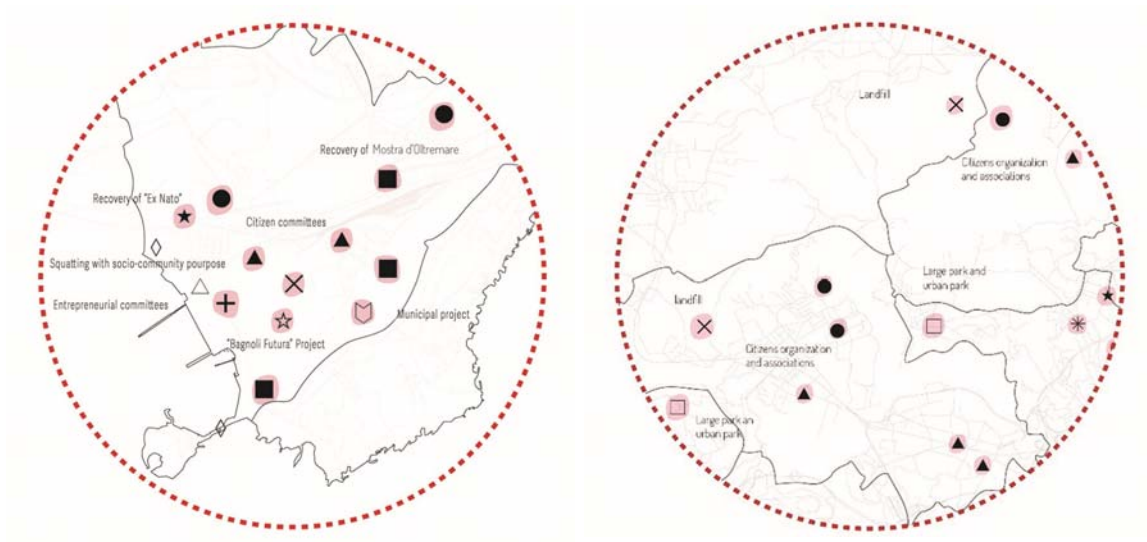 Recovery of Mostra d'Oltremare
Recovery of "Ex Nato"
Citizen committees
Squatting with socio-community pourpose
Entrepreneurial committees
Municipal project
"Bagnoli Futura" Project
Landfill
Citizens organization
and associations
Large park and
urban park
landfill
Citizens organization
and associations
Large park an
urban park